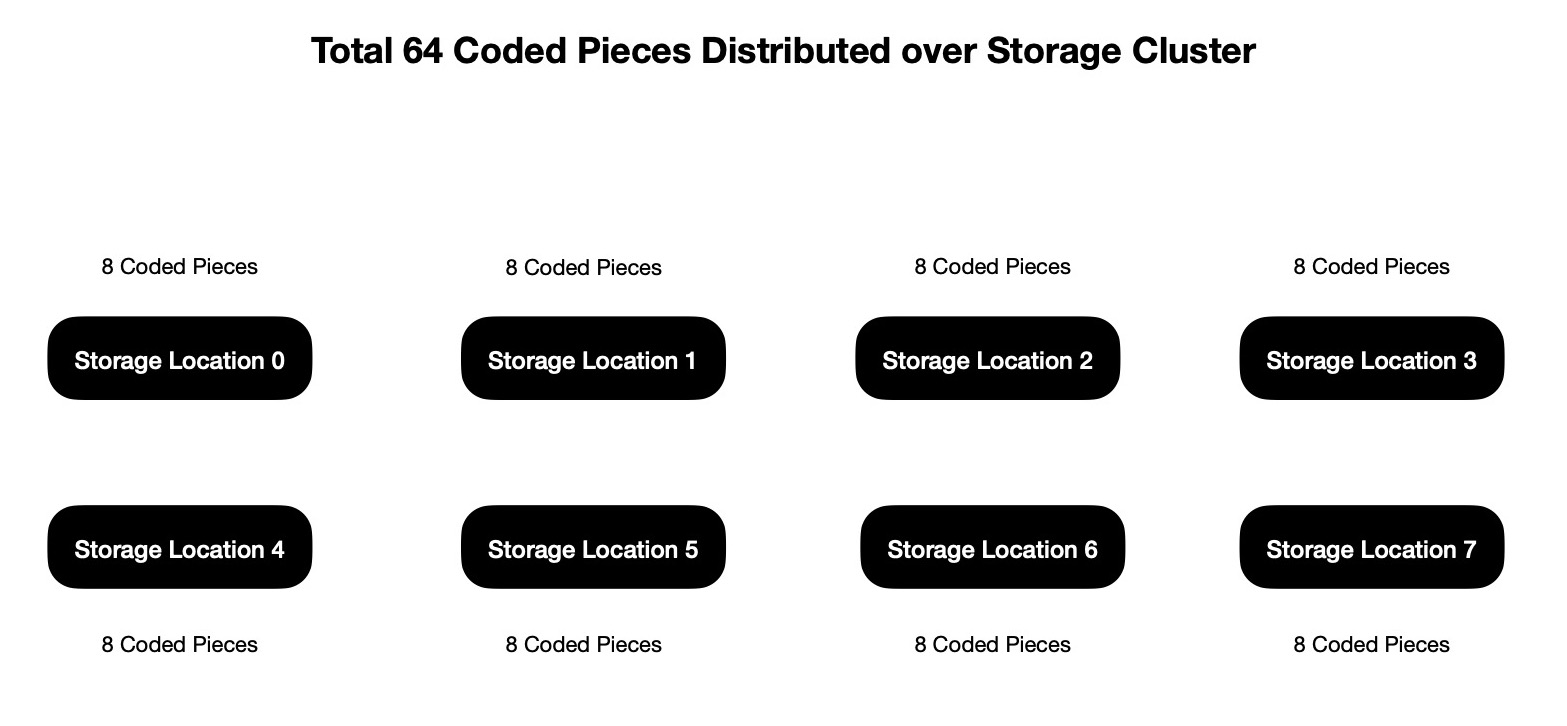 Total 64 Coded Pieces Distributed over Storage Cluster
8 Coded Pieces
8 Coded Pieces
8 Coded Pieces
8 Coded Pieces
Storage Location 0
Storage Location 1
Storage Location 2
Storage Location 3
Storage Location 4
Storage Location 5
Storage Location 6
Storage Location 7
8 Coded Pieces
8 Coded Pieces
8 Coded Pieces
8 Coded Pieces